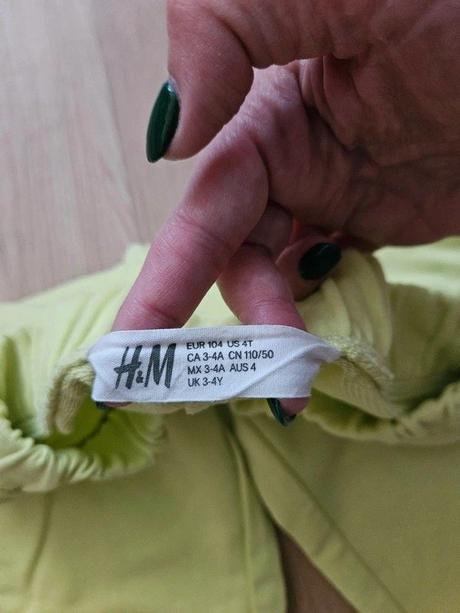 H&M
EUR 104 US 4T
CA 3-4A CN 110/50
MX 3-4A AUS 4
UK 3-4Y